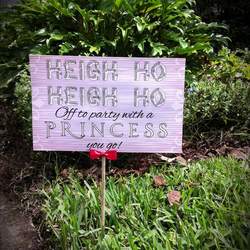 HEIGH HO
HEIGH HO
Off to party with a
PRINCESS
you go!